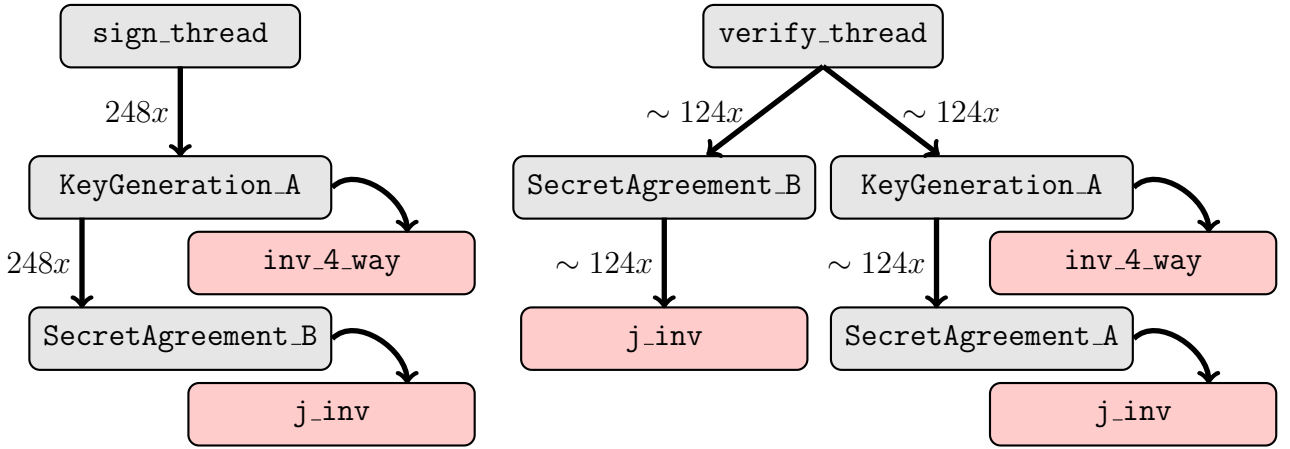 sign_thread
248x
KeyGeneration_A
inv_4_way
248x
SecretAgreement_B
j_inv
verify_thread
∼ 124x
∼ 124x
SecretAgreement_B
KeyGeneration_A
inv_4_way
∼ 124x
∼ 124x
j_inv
SecretAgreement_A
j_inv